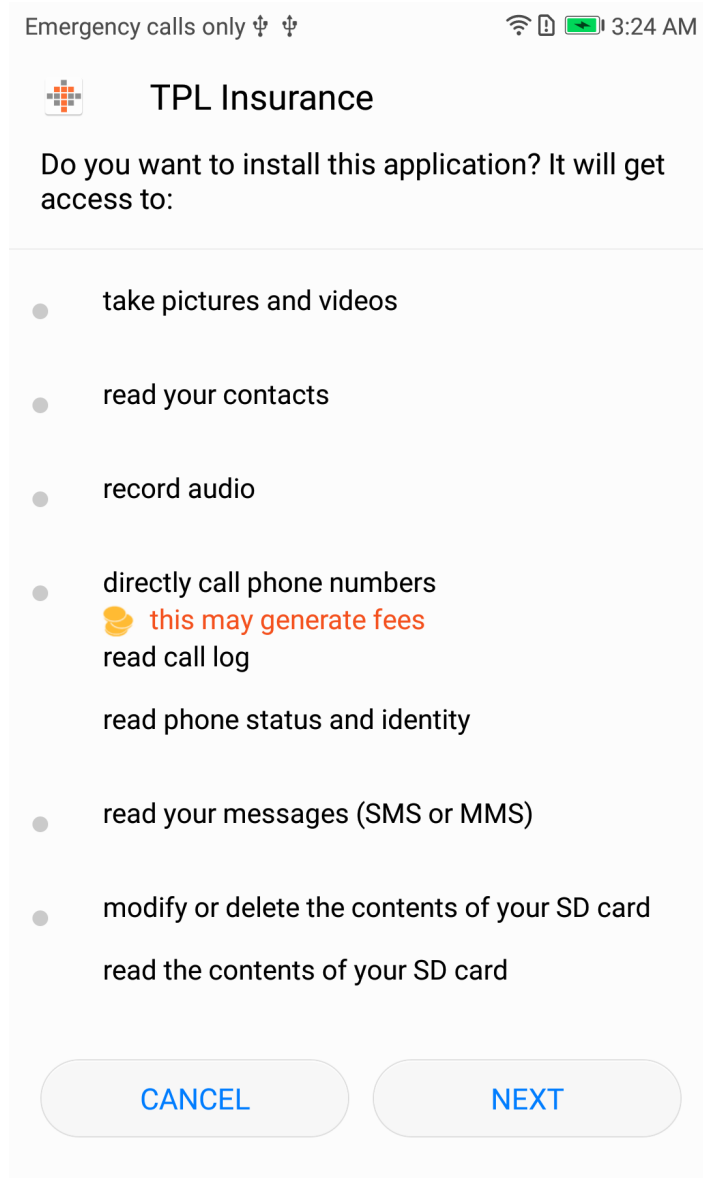 Emergency calls only 3:24 AM
TPL Insurance
Do you want to install this application? It will get
access to:
take pictures and videos
read your contacts
record audio
directly call phone numbers
this may generate fees
read call log
read phone status and identity
read your messages (SMS or MMS)
modify or delete the contents of your SD card
read the contents of your SD card
CANCEL NEXT